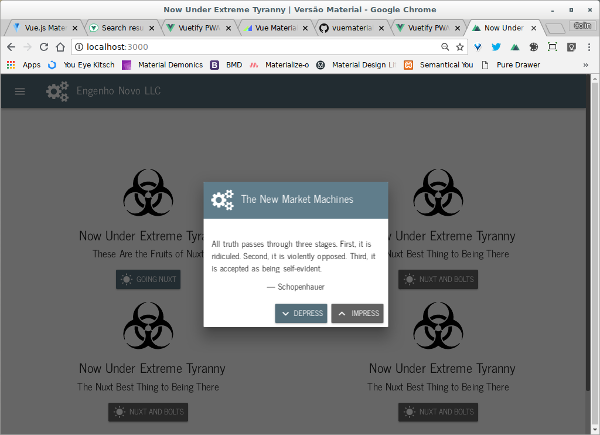 Now Under Extreme Tyranny | Versão Material - Google Chrome
Vue.js Mater
Search resul
Vuetify PWA
Vue Material
vuemateria
Vuetify PWA
Now Under
Colin
localhost:3000
Apps
You Eye Kitsch
Material Demonics
BMD
Materialize-o
Material Design Li
Semantical You
Pure Drawer
»
Engenho Novo LLC
Now Under Extreme Tyranny
These Are the Fruits of Nuxt
GOING NUXT
Now Under Extreme Tyranny
The Nuxt Best Thing to Being There
NUXT AND BOLTS
The New Market Machines
All truth passes through three stages. First, it is
ridiculed. Second, it is violently opposed. Third, it
is accepted as being self-evident.
— Schopenhauer
DEPRESS
IMPRESS
Now Under Extreme Tyranny
The Nuxt Best Thing to Being There
NUXT AND BOLTS
Now Under Extreme Tyranny
The Nuxt Best Thing to Being There
NUXT AND BOLTS